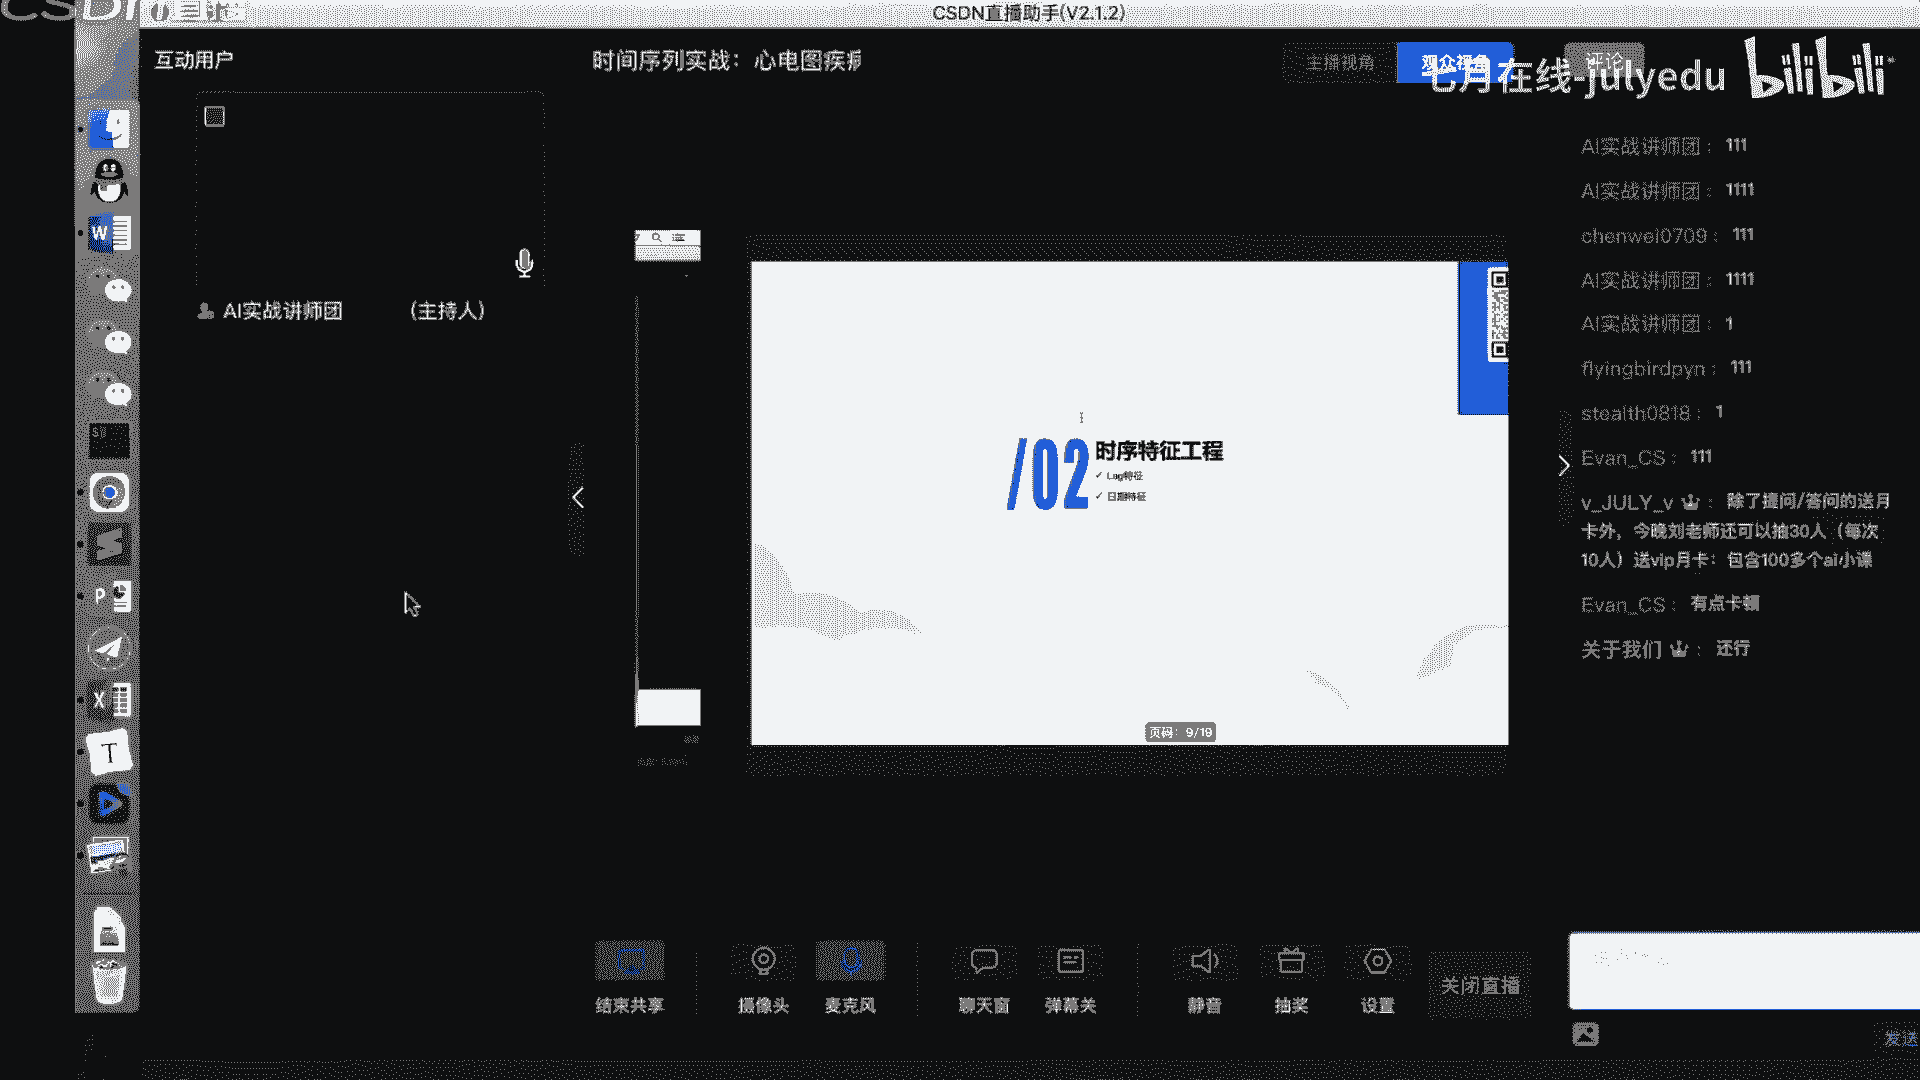 CSDN直播助手(V2.1.2)
互动用户
时间序列实战：心电图疾
主播视角
观众视角
评论
七月在线-julyedu
bilibili
AI实战讲师团
（主持人）
/02
时序特征工程
✓ Lag特征
✓ 日期特征
页码：9/19
AI实战讲师团： 111
AI实战讲师团： 1111
chenwei0709： 111
AI实战讲师团： 1111
AI实战讲师团： 1
flyingbirdpyn： 111
stealth0818： 1
Evan_CS： 111
v_JULY_v ： 除了提问/答问的送月
卡外，今晚刘老师还可以抽30人（每次
10人）送vip月卡：包含100多个ai小课
Evan_CS： 有点卡顿
关于我们 ： 还行
结束共享
摄像头
麦克风
聊天窗
弹幕关
静音
抽奖
设置
关闭直播
发送